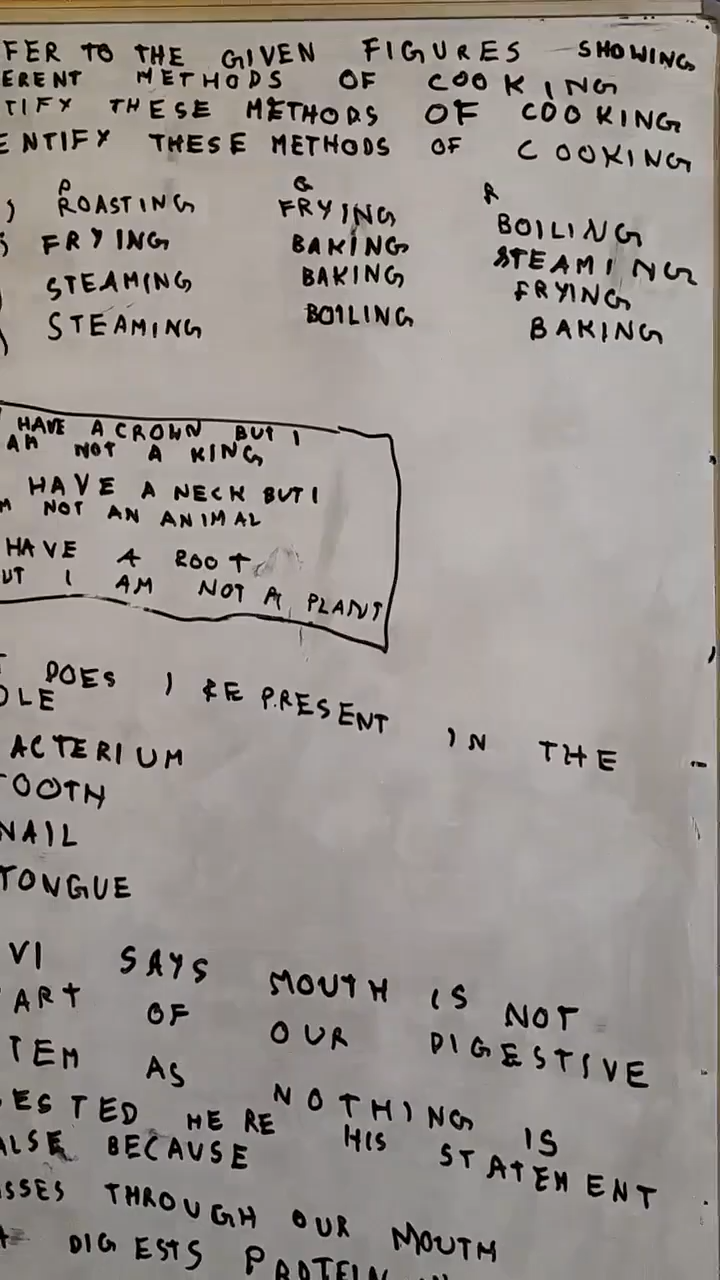 FER TO THE GIVEN FIGURES SHOWING
ERENT METHODS OF COOKING
TIFY THESE METHODS OF COOKING
ENTIFY THESE METHODS OF COOKING
P G R
) ROASTING FRYING BOILING
FRYING BAKING STEAMING
STEAMING BAKING FRYING
STEAMING BOILING BAKING
HAVE A CROWN BUT I
AM NOT A KING
HAVE A NECK BUT I
M NOT AN ANIMAL
HAVE A ROOT
UT I AM NOT A PLANT
T DOES I REPRESENT IN THE
DLE
ACTERIUM
TOOTH
NAIL
TONGUE
VI SAYS MOUTH IS NOT
ART OF OUR DIGESTIVE
TEM AS NOTHING IS
ESTED HERE HIS STATEMENT
ALSE BECAUSE
SSES THROUGH OUR MOUTH
DIGESTS PROTEIN